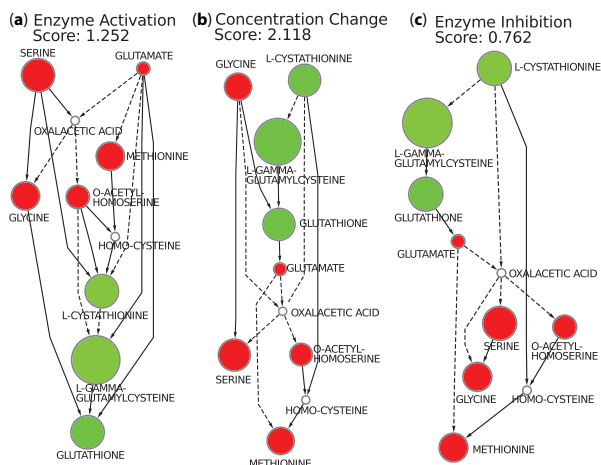 (a) Enzyme Activation
Score: 1.252
SERINE
GLUTAMATE
OXALACETIC ACID
METHIONINE
GLYCINE
O-ACETYL-
HOMOSERINE
HOMO-CYSTEINE
L-CYSTATHIONINE
L-GAMMA-
GLUTAMYLCYSTEINE
GLUTATHIONE
(b) Concentration Change
Score: 2.118
GLYCINE
L-CYSTATHIONINE
L-GAMMA-
GLUTAMYLCYSTEINE
GLUTATHIONE
GLUTAMATE
OXALACETIC ACID
O-ACETYL-
HOMOSERINE
SERINE
HOMO-CYSTEINE
METHIONINE
(c) Enzyme Inhibition
Score: 0.762
L-CYSTATHIONINE
L-GAMMA-
GLUTAMYLCYSTEINE
GLUTATHIONE
GLUTAMATE
OXALACETIC ACID
SERINE
O-ACETYL-
HOMOSERINE
GLYCINE
HOMO-CYSTEINE
METHIONINE